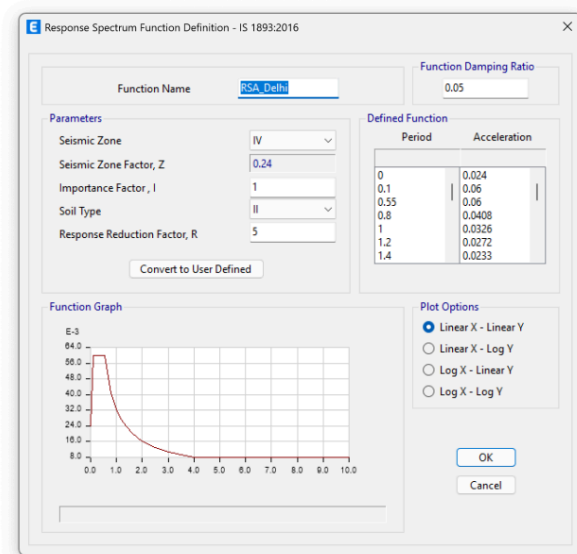 E Response Spectrum Function Definition - IS 1893:2016
Function Name RSA_Delhi
Function Damping Ratio
0.05
Parameters
Seismic Zone IV
Seismic Zone Factor, Z 0.24
Importance Factor , I 1
Soil Type II
Response Reduction Factor, R 5
Convert to User Defined
Defined Function
Period Acceleration
0 0.024
0.1 0.06
0.55 0.06
0.8 0.0408
1 0.0326
1.2 0.0272
1.4 0.0233
Function Graph
E-3
64.0
56.0
48.0
40.0
32.0
24.0
16.0
8.0
0.0 1.0 2.0 3.0 4.0 5.0 6.0 7.0 8.0 9.0 10.0
Plot Options
Linear X - Linear Y
Linear X - Log Y
Log X - Linear Y
Log X - Log Y
OK
Cancel